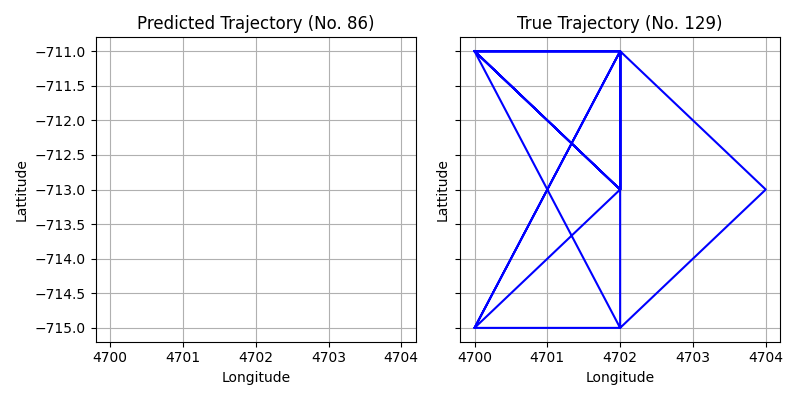 Predicted Trajectory (No. 86)
True Trajectory (No. 129)
Lattitude
−711.0
−711.5
−712.0
−712.5
−713.0
−713.5
−714.0
−714.5
−715.0
4700 4701 4702 4703 4704
Longitude
Lattitude
4700 4701 4702 4703 4704
Longitude